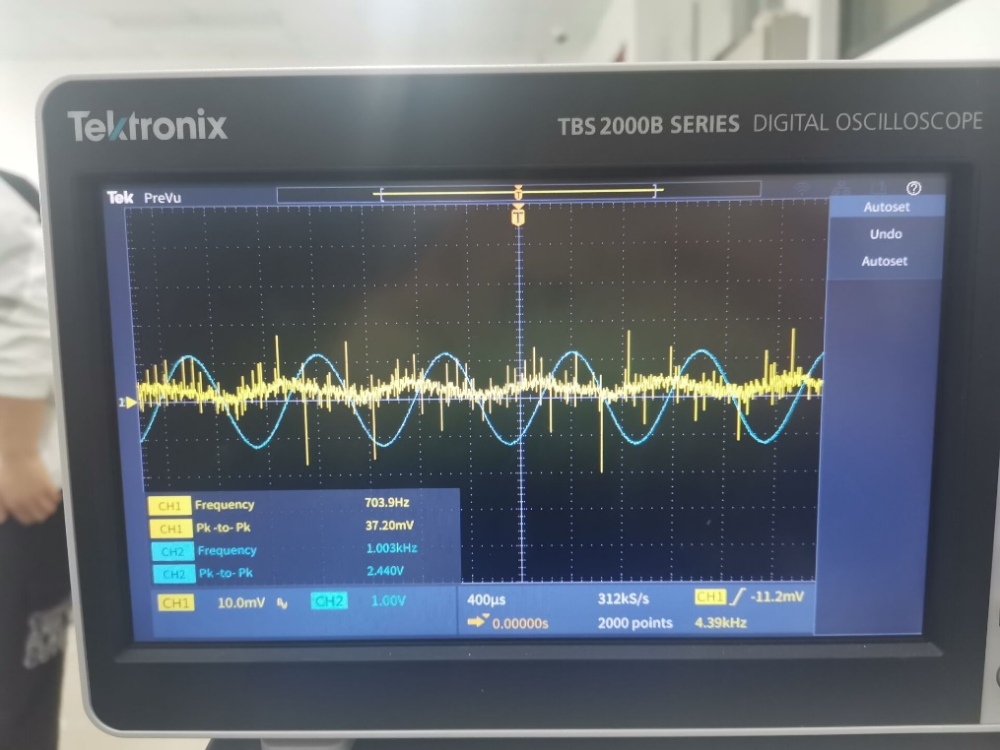 Tektronix
TBS 2000B SERIES DIGITAL OSCILLOSCOPE
Tek PreVu
T
?
Autoset
Undo
Autoset
T
1
CH1 Frequency 703.9Hz
CH1 Pk -to- Pk 37.20mV
CH2 Frequency 1.003kHz
CH2 Pk -to- Pk 2.440V
CH1 10.0mV BW CH2 1.00V
400μs 312kS/s CH1 -11.2mV
0.00000s 2000 points 4.39kHz